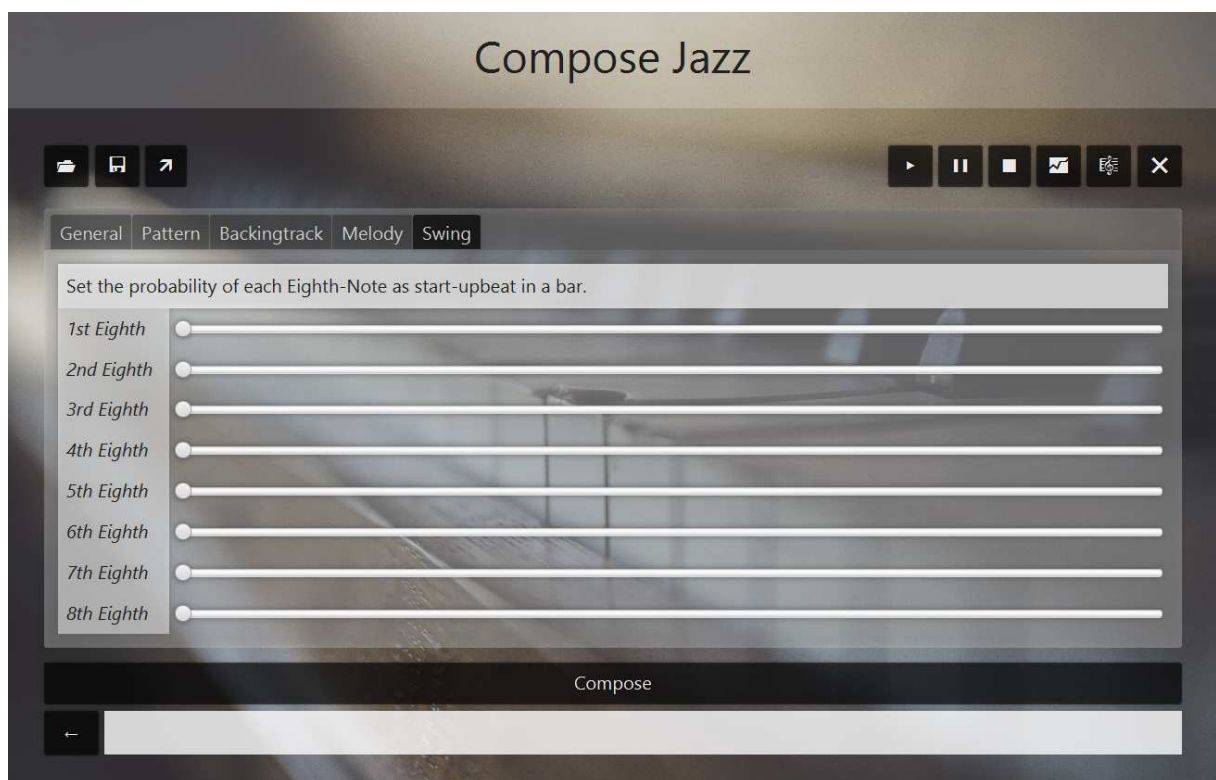 Compose Jazz
General Pattern Backingtrack Melody Swing
Set the probability of each Eighth-Note as start-upbeat in a bar.
1st Eighth
2nd Eighth
3rd Eighth
4th Eighth
5th Eighth
6th Eighth
7th Eighth
8th Eighth
Compose
←